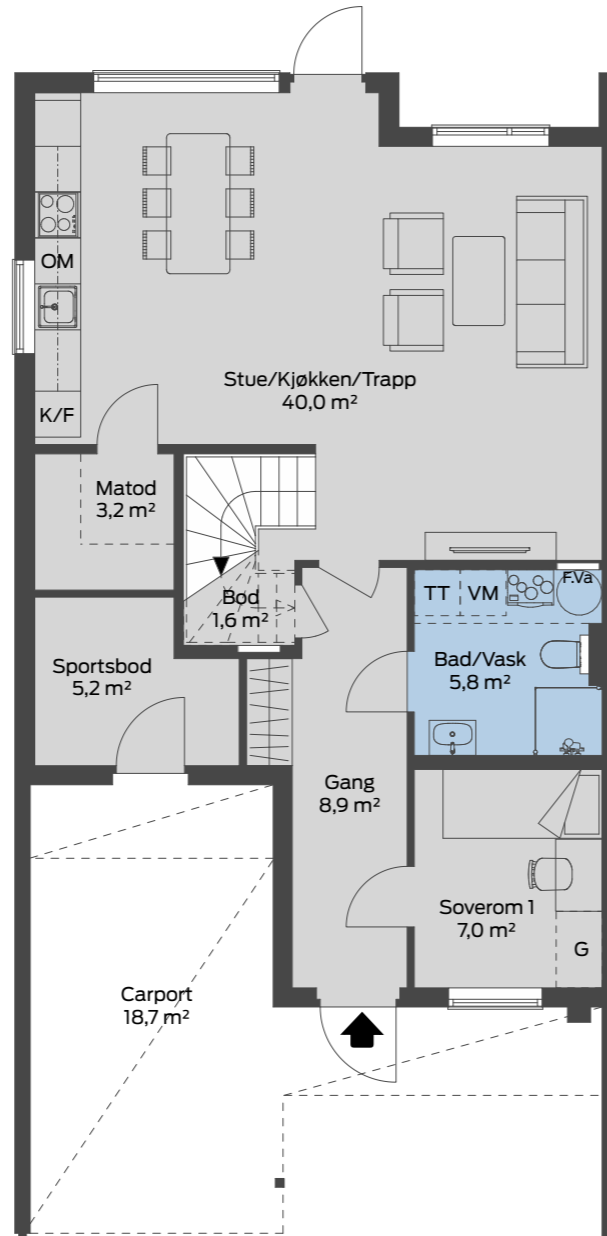 OM
K/F
Stue/Kjøkken/Trapp
40,0 m²
Matod
3,2 m²
Bod
1,6 m²
TT
VM
F.Va
Bad/Vask
5,8 m²
Sportsbod
5,2 m²
Gang
8,9 m²
Soverom 1
7,0 m²
G
Carport
18,7 m²